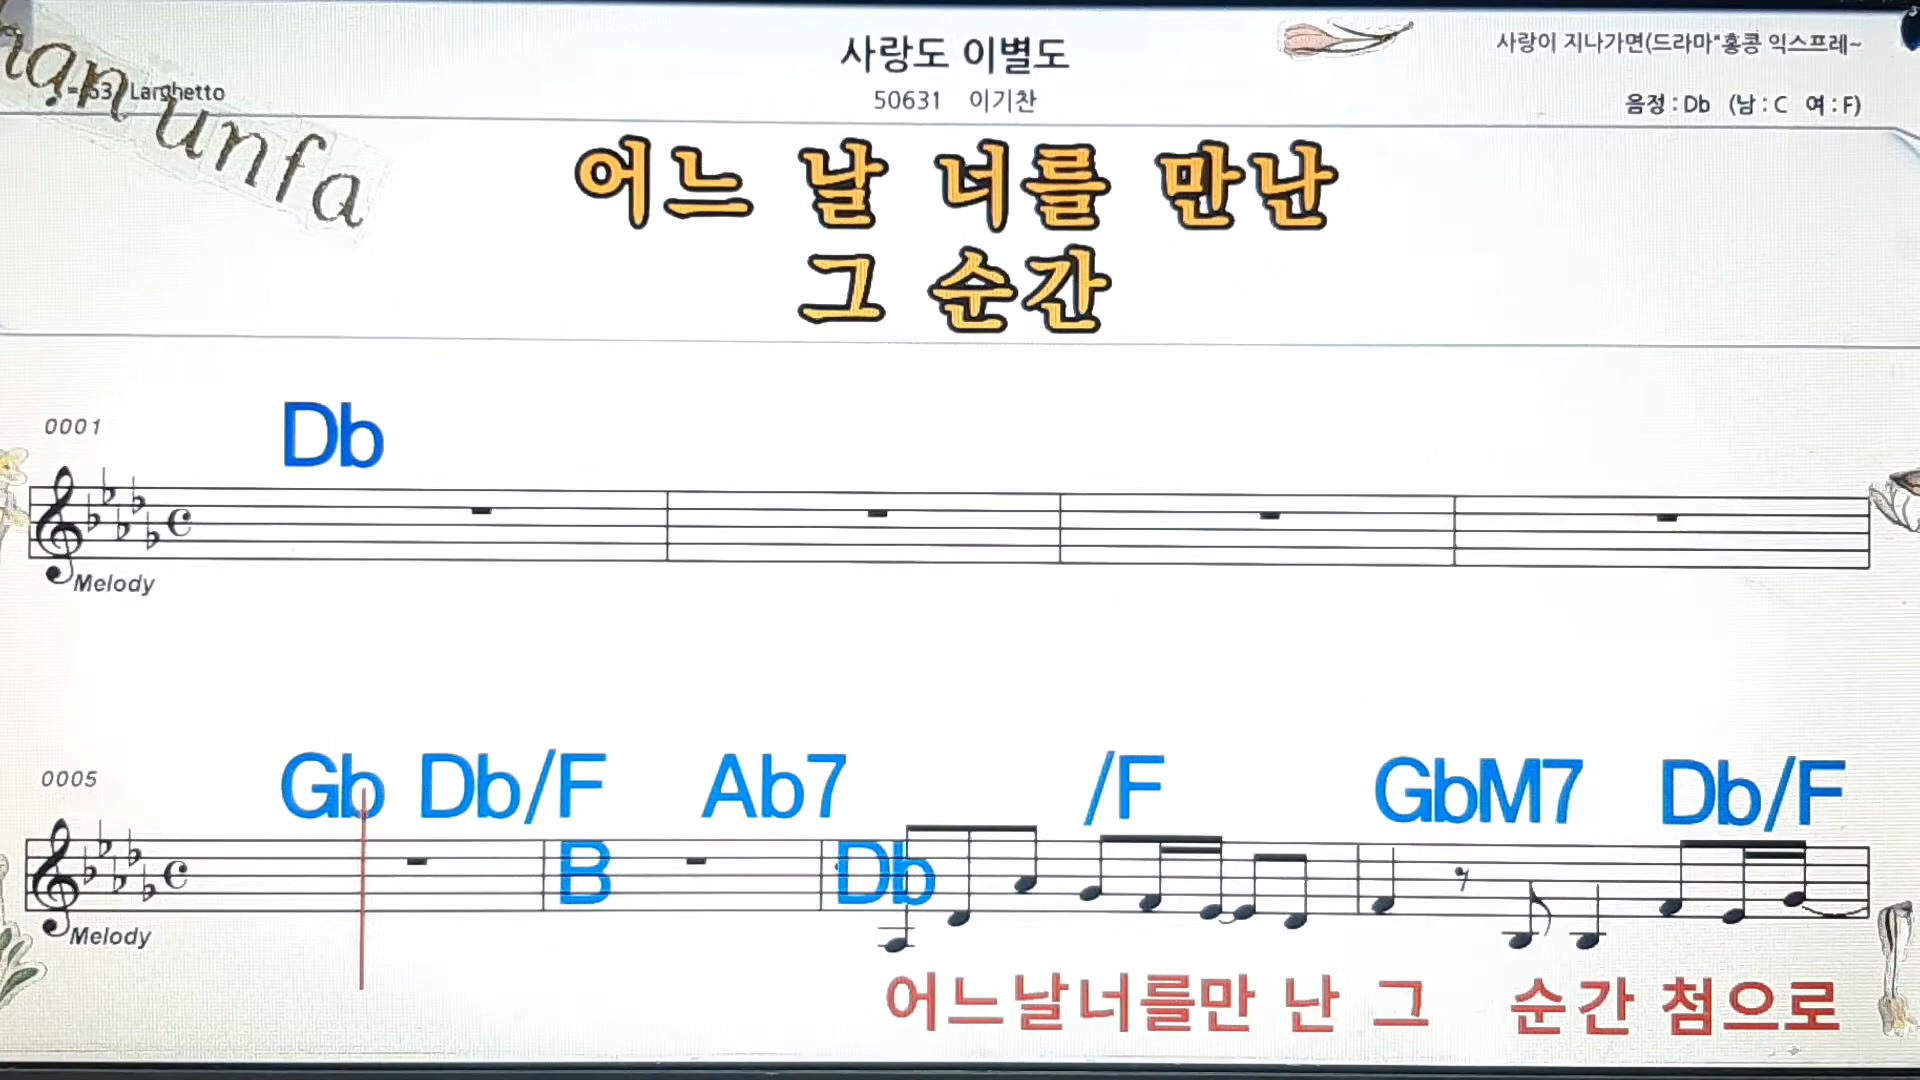 사랑도 이별도
사랑이 지나가면(드라마"홍콩 익스프레~
=63 Larghetto
50631 이기찬
음정 : Db (남 : C 여 : F)
unfa
어느 날 너를 만난
그 순간
0001
Db
Melody
0005
Gb Db/F Ab7 /F GbM7 Db/F
B Db
Melody
어느날너를만 난 그 순간 첨으로